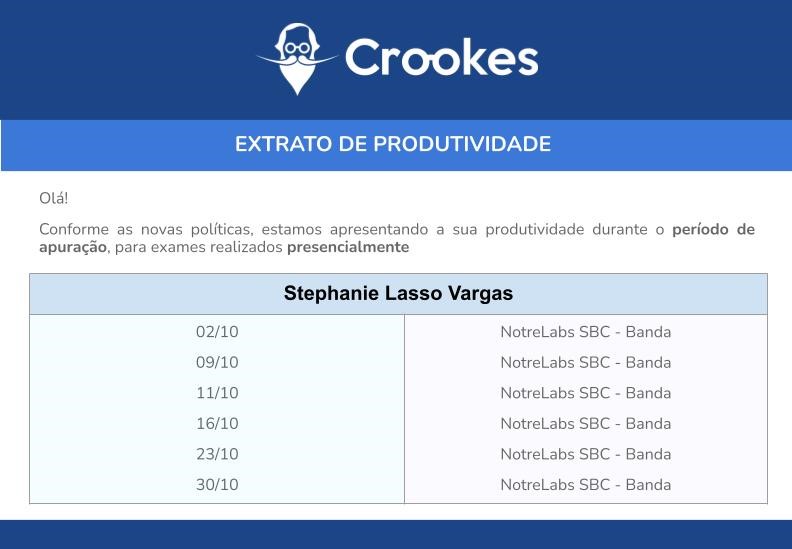 Crookes
EXTRATO DE PRODUTIVIDADE
Olá!
Conforme as novas políticas, estamos apresentando a sua produtividade durante o período de
apuração, para exames realizados presencialmente
Stephanie Lasso Vargas
02/10 NotreLabs SBC - Banda
09/10 NotreLabs SBC - Banda
11/10 NotreLabs SBC - Banda
16/10 NotreLabs SBC - Banda
23/10 NotreLabs SBC - Banda
30/10 NotreLabs SBC - Banda